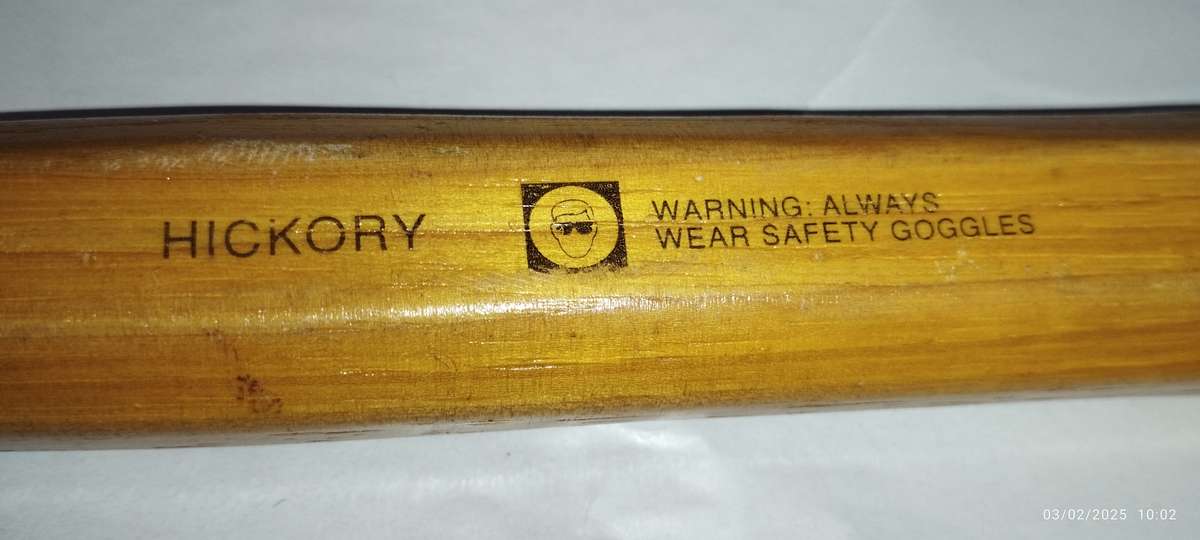 HICKORY
WARNING: ALWAYS
WEAR SAFETY GOGGLES
03/02/2025 10:02